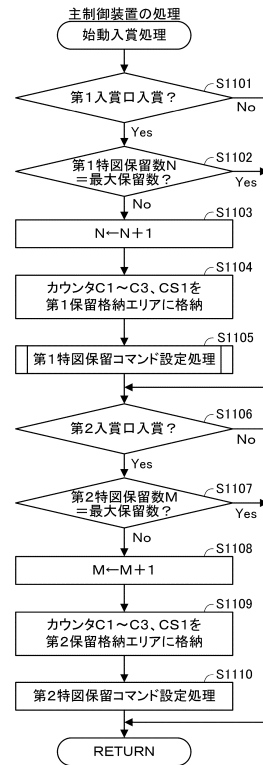 主制御装置の処理
始動入賞処理
S1101
第1入賞口入賞?
No
Yes
S1102
第1特図保留数N
=最大保留数?
Yes
No
S1103
N←N+1
S1104
カウンタC1~C3、CS1を
第1保留格納エリアに格納
S1105
第1特図保留コマンド設定処理
S1106
第2入賞口入賞?
No
Yes
S1107
第2特図保留数M
=最大保留数?
Yes
No
S1108
M←M+1
S1109
カウンタC1~C3、CS1を
第2保留格納エリアに格納
S1110
第2特図保留コマンド設定処理
RETURN